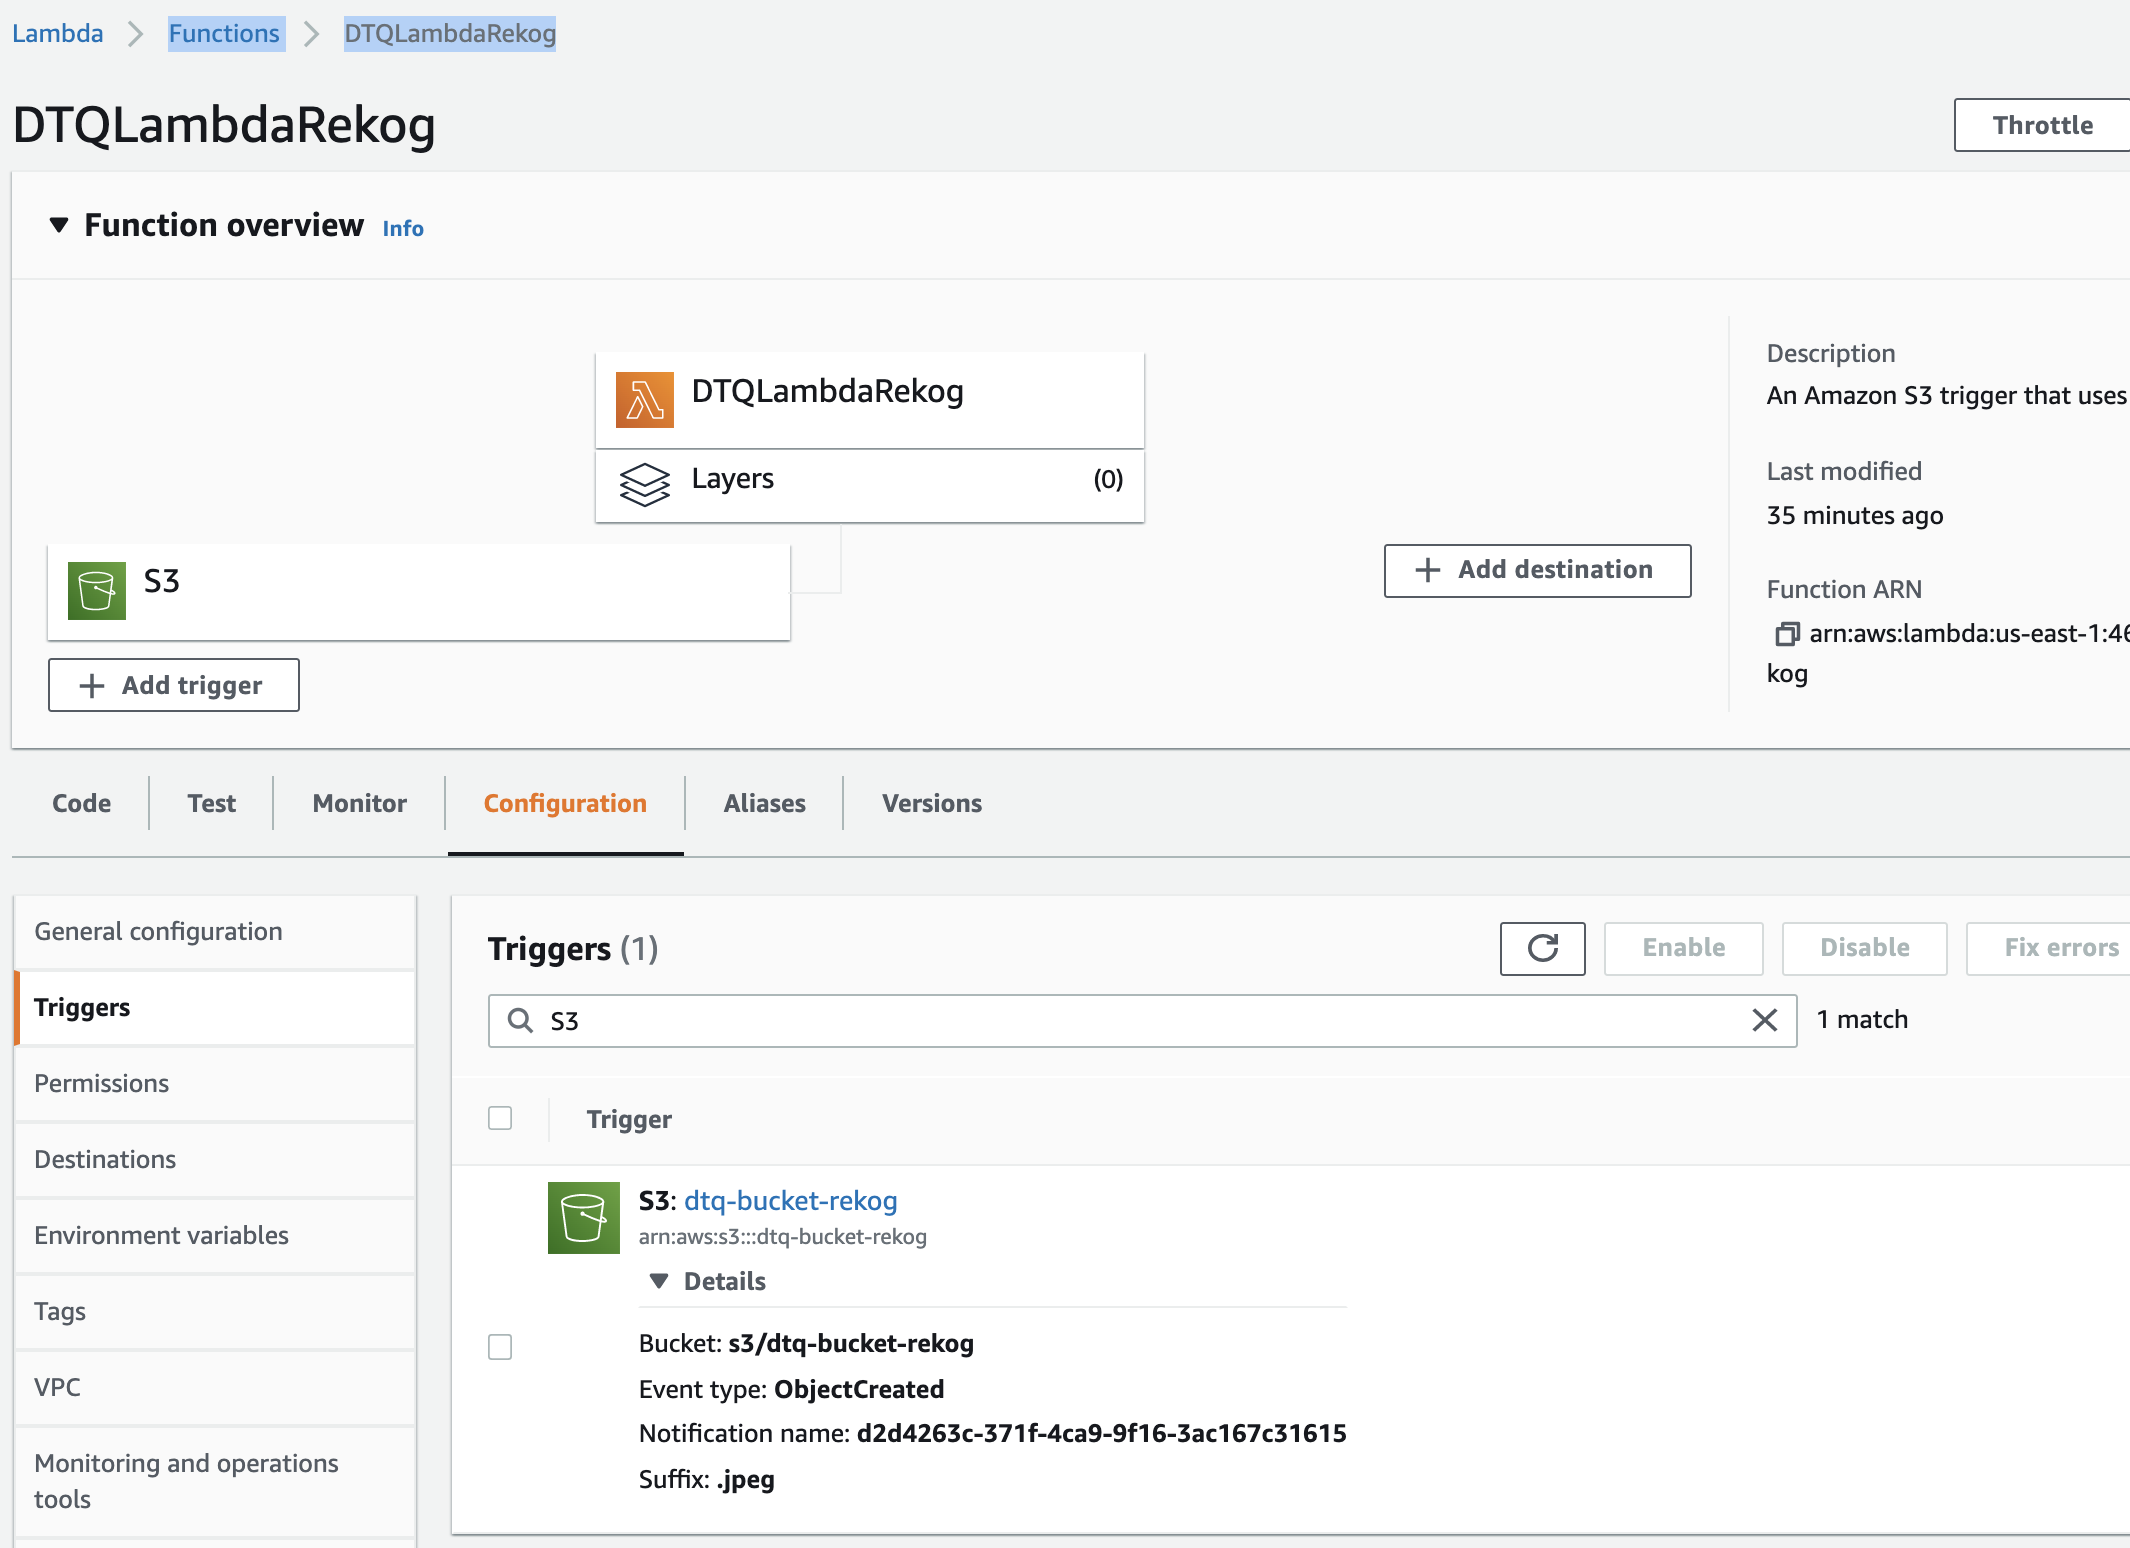 Lambda > Functions > DTQLambdaRekog
DTQLambdaRekog
Throttle
Function overview Info
DTQLambdaRekog
Layers (0)
S3
Add trigger
Add destination
Description
An Amazon S3 trigger that uses
Last modified
35 minutes ago
Function ARN
arn:aws:lambda:us-east-1:46
kog
Code Test Monitor Configuration Aliases Versions
General configuration
Triggers
Permissions
Destinations
Environment variables
Tags
VPC
Monitoring and operations
tools
Triggers (1)
Enable Disable Fix errors
S3
1 match
Trigger
S3: dtq-bucket-rekog
arn:aws:s3:::dtq-bucket-rekog
Details
Bucket: s3/dtq-bucket-rekog
Event type: ObjectCreated
Notification name: d2d4263c-371f-4ca9-9f16-3ac167c31615
Suffix: .jpeg